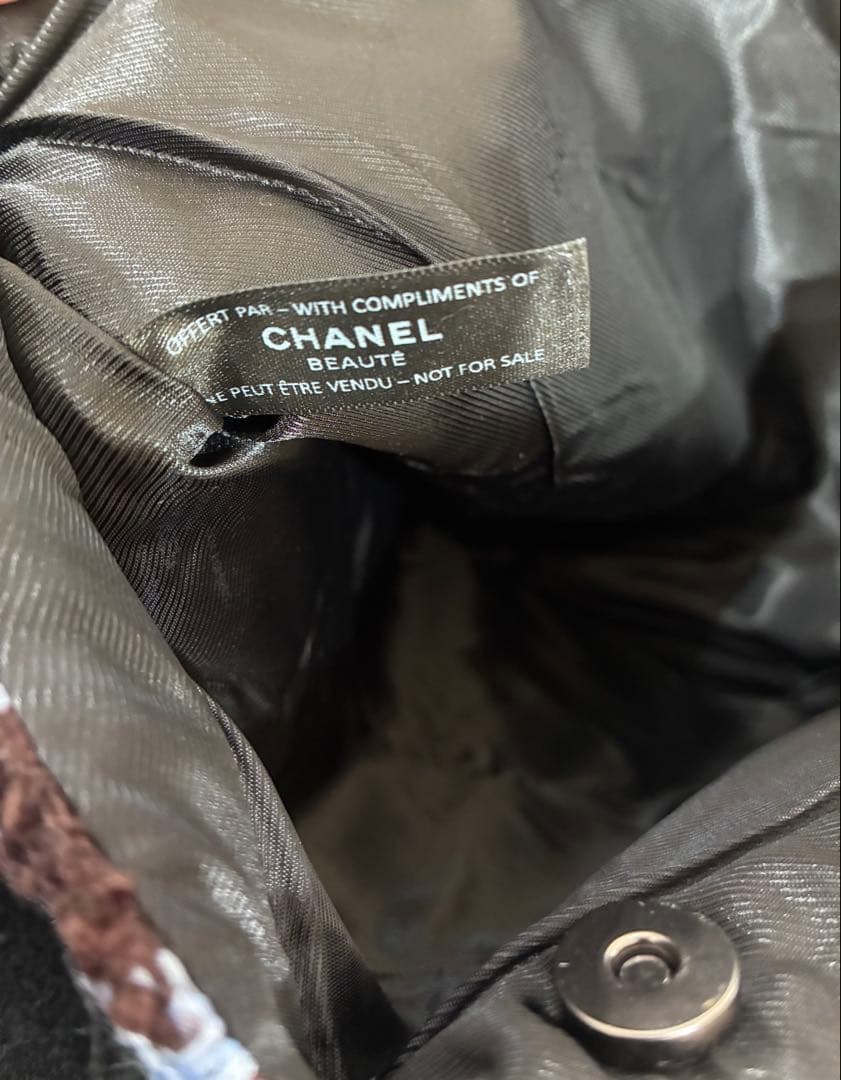 OFFERT PAR – WITH COMPLIMENTS OF
CHANEL
BEAUTÉ
NE PEUT ÊTRE VENDU – NOT FOR SALE